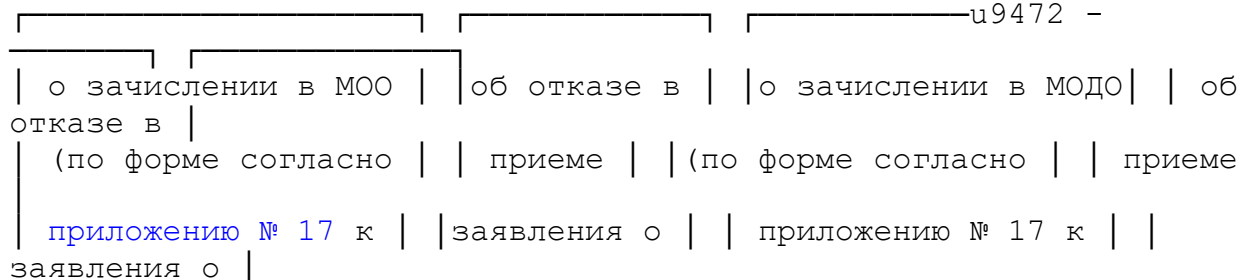 ┌──────────────────────┐ ┌─────────────┐ ┌────────────u9472 -
────────┐ ┌──────────────┐
│ о зачислении в МОО │ │об отказе в │ │о зачислении в МОДО│ │ об
отказе в │
│ (по форме согласно │ │ приеме │ │(по форме согласно │ │ приеме
│
│ приложению № 17 к │ │заявления о │ │ приложению № 17 к │ │
заявления о │